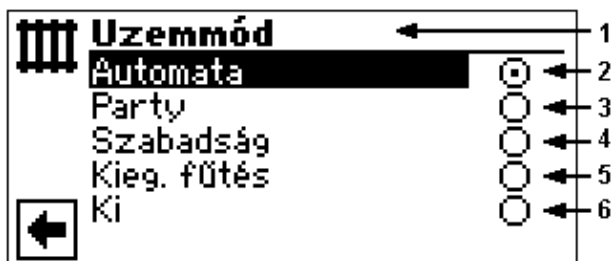 Uzemmód 1
Automata 2
Party 3
Szabadság 4
Kieg. fűtés 5
Ki 6